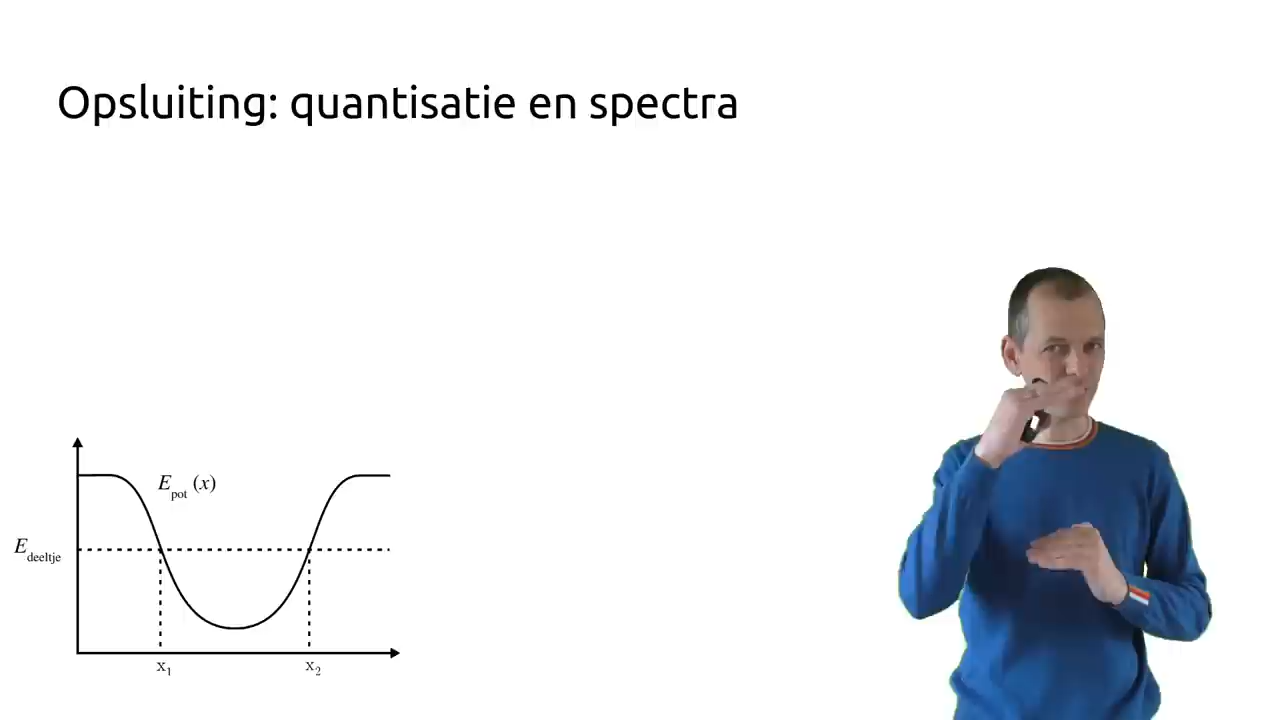 Opsluiting: quantisatie en spectra
E_pot (x)
E_deeltje
x_1 x_2